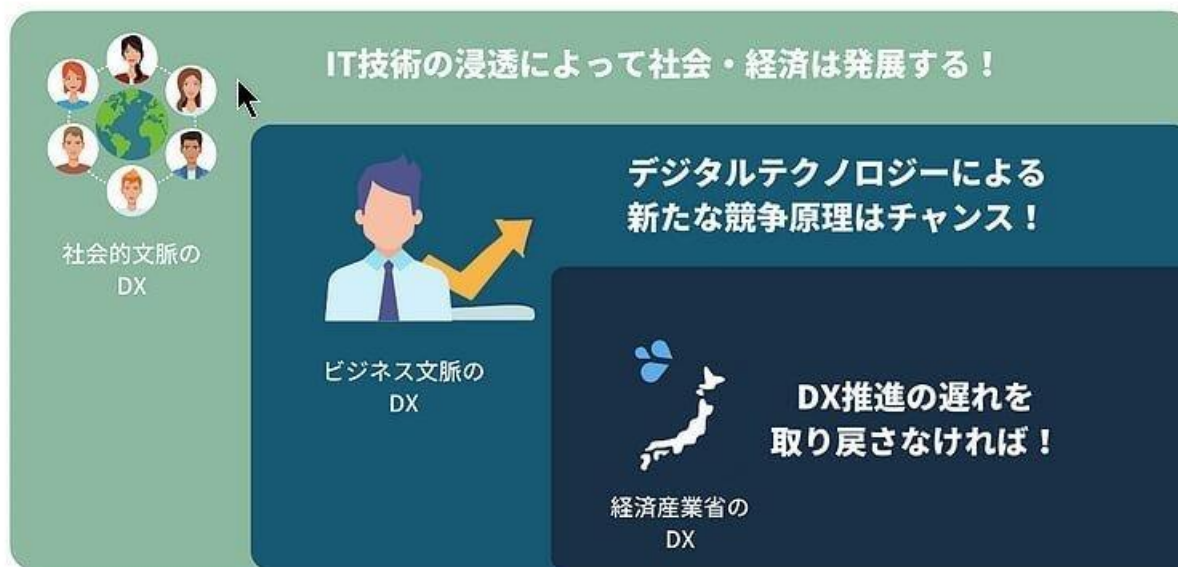 IT技術の浸透によって社会・経済は発展する！
社会的文脈の
DX
デジタルテクノロジーによる
新たな競争原理はチャンス！
ビジネス文脈の
DX
DX推進の遅れを
取り戻さなければ！
経済産業省の
DX